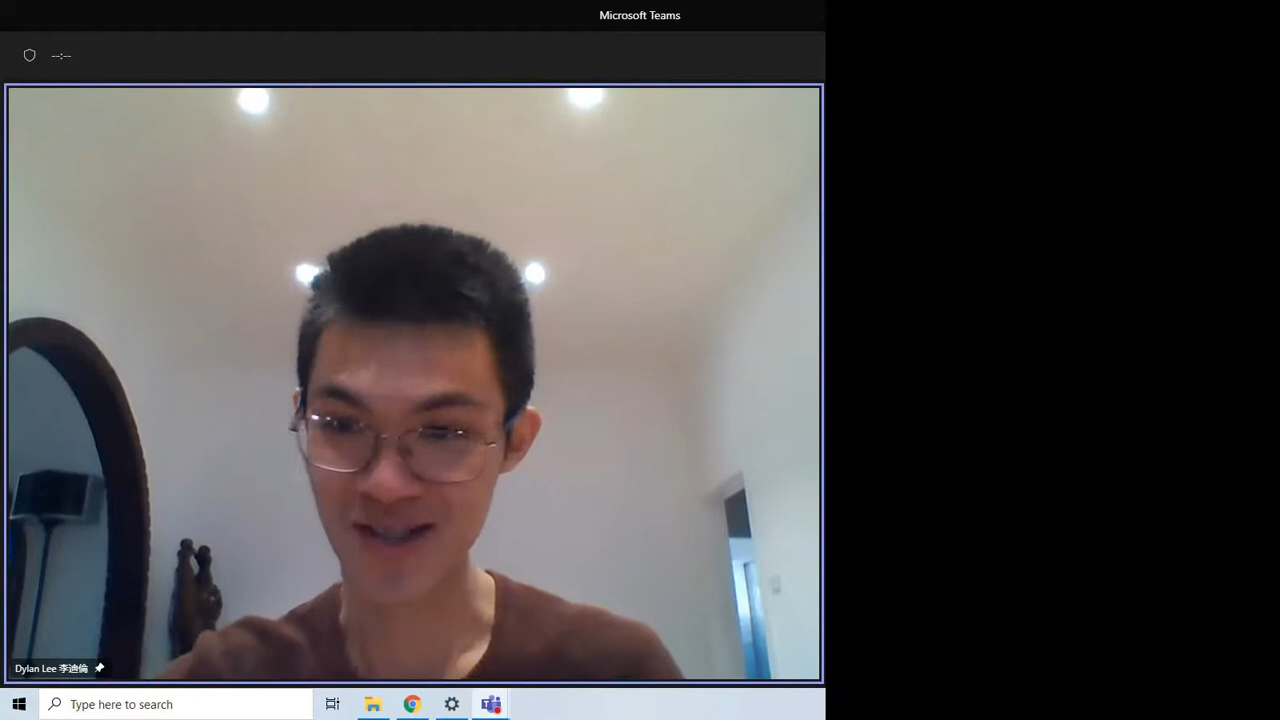 Microsoft Teams
--:--
Dylan Lee 李迪倫
Type here to search